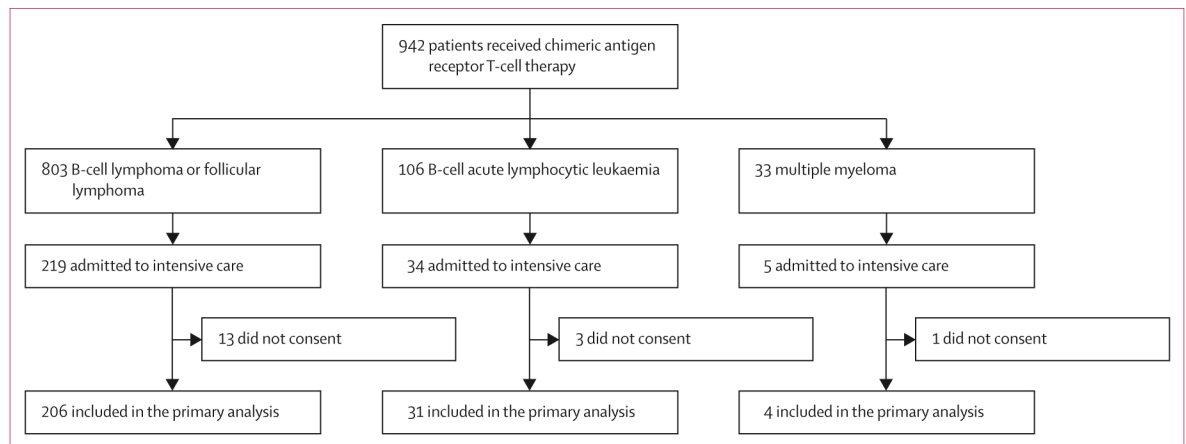 942 patients received chimeric antigen
receptor T-cell therapy
803 B-cell lymphoma or follicular
lymphoma
106 B-cell acute lymphocytic leukaemia
33 multiple myeloma
219 admitted to intensive care
34 admitted to intensive care
5 admitted to intensive care
13 did not consent
3 did not consent
1 did not consent
206 included in the primary analysis
31 included in the primary analysis
4 included in the primary analysis